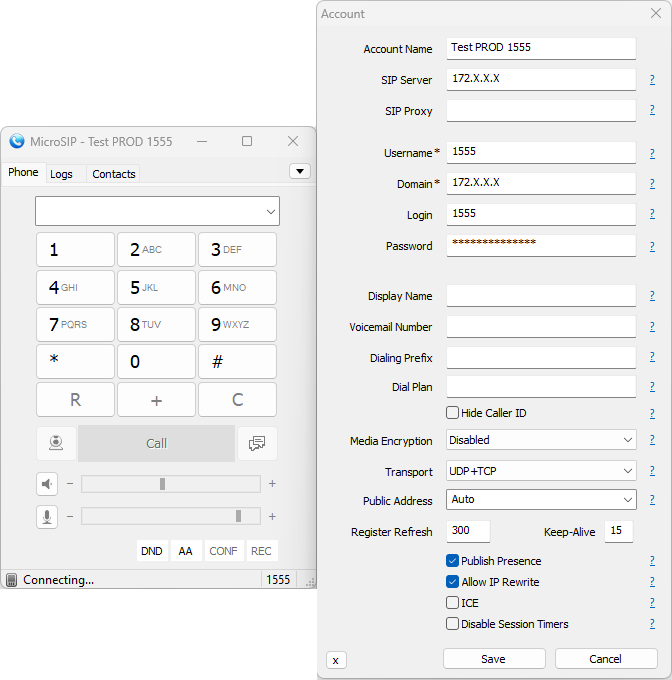 MicroSIP - Test PROD 1555
Phone Logs Contacts
1 2 ABC 3 DEF
4 GHI 5 JKL 6 MNO
7 PQRS 8 TUV 9 WXYZ
* 0 #
R + C
Call
− +
− +
DND AA CONF REC
Connecting... 1555
Account
Account Name Test PROD 1555
SIP Server 172.X.X.X ?
SIP Proxy ?
Username * 1555 ?
Domain * 172.X.X.X ?
Login 1555 ?
Password ************** ?
Display Name ?
Voicemail Number ?
Dialing Prefix ?
Dial Plan ?
Hide Caller ID ?
Media Encryption Disabled ?
Transport UDP+TCP ?
Public Address Auto ?
Register Refresh 300 Keep-Alive 15 ?
Publish Presence ?
Allow IP Rewrite ?
ICE ?
Disable Session Timers ?
x Save Cancel